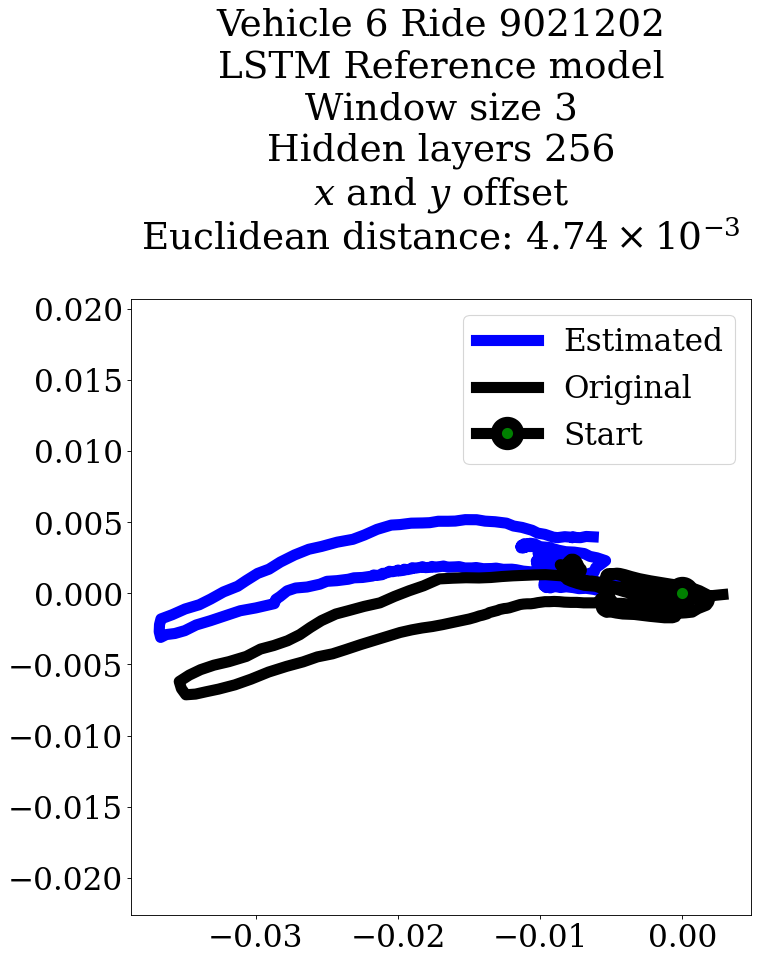 Vehicle 6 Ride 9021202
LSTM Reference model
Window size 3
Hidden layers 256
x and y offset
Euclidean distance: 4.74 × 10⁻³
Estimated
Original
Start
0.020
0.015
0.010
0.005
0.000
−0.005
−0.010
−0.015
−0.020
−0.03 −0.02 −0.01 0.00